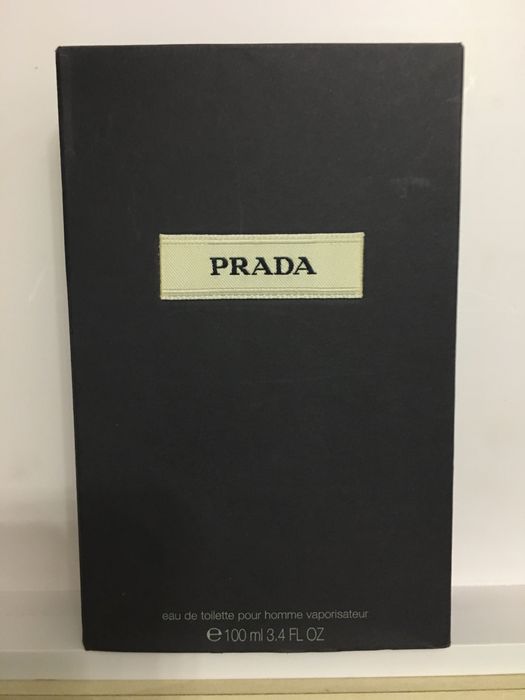 PRADA
eau de toilette pour homme vaporisateur
℮100 ml 3.4 FL OZ